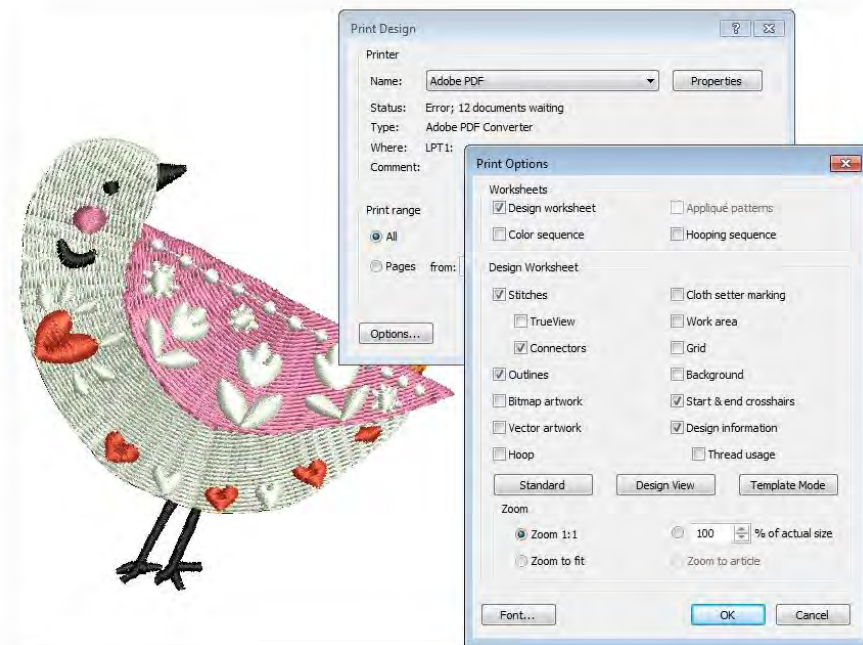 Print Design
Printer
Name: Adobe PDF Properties
Status: Error; 12 documents waiting
Type: Adobe PDF Converter
Where: LPT1:
Comment:
Print range
All
Pages from:
Options...
Print Options
Worksheets
Design worksheet Appliqué patterns
Color sequence Hooping sequence
Design Worksheet
Stitches Cloth setter marking
TrueView Work area
Connectors Grid
Outlines Background
Bitmap artwork Start & end crosshairs
Vector artwork Design information
Hoop Thread usage
Standard Design View Template Mode
Zoom
Zoom 1:1 100 % of actual size
Zoom to fit Zoom to article
Font... OK Cancel